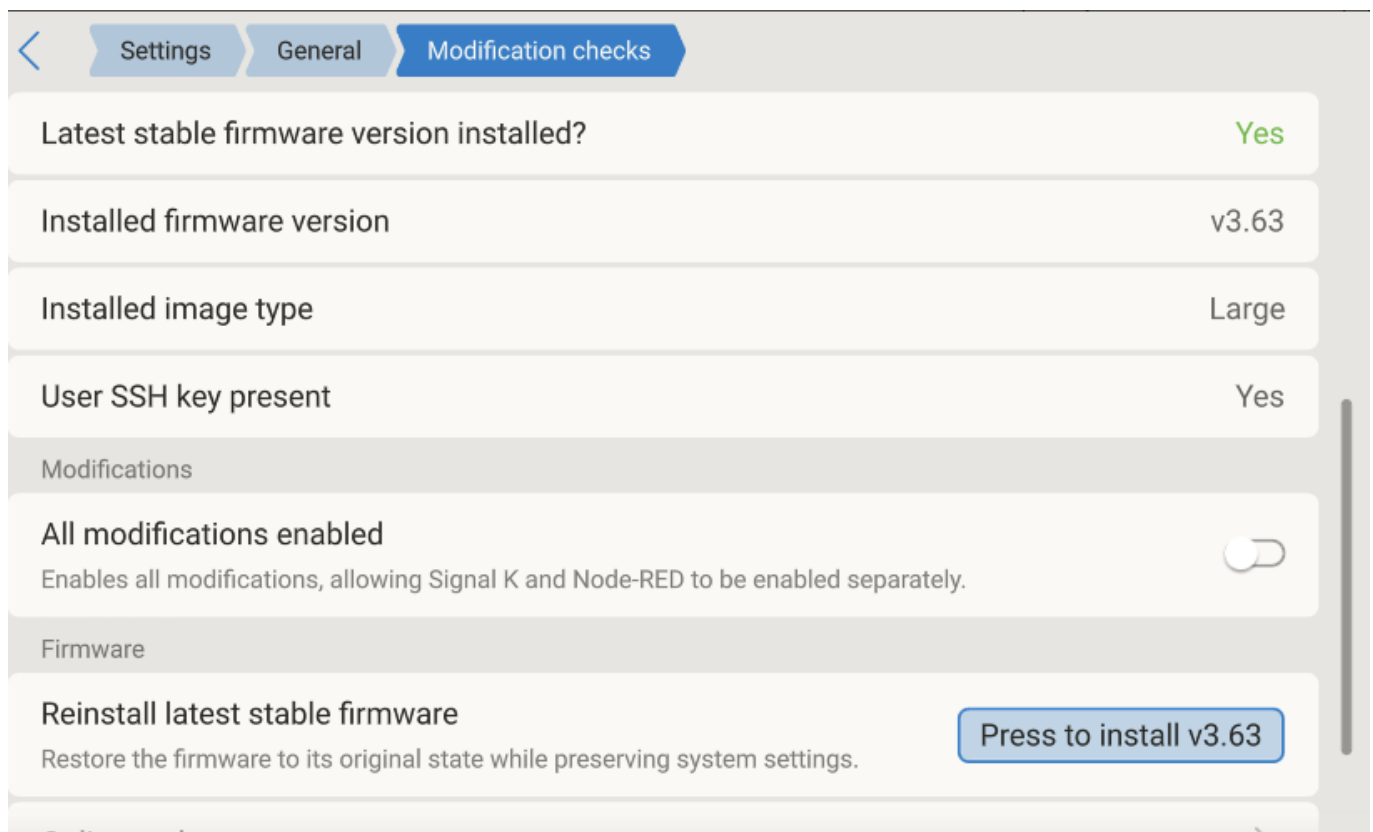 Settings General Modification checks
Latest stable firmware version installed? Yes
Installed firmware version v3.63
Installed image type Large
User SSH key present Yes
Modifications
All modifications enabled
Enables all modifications, allowing Signal K and Node-RED to be enabled separately.
Firmware
Reinstall latest stable firmware
Press to install v3.63
Restore the firmware to its original state while preserving system settings.